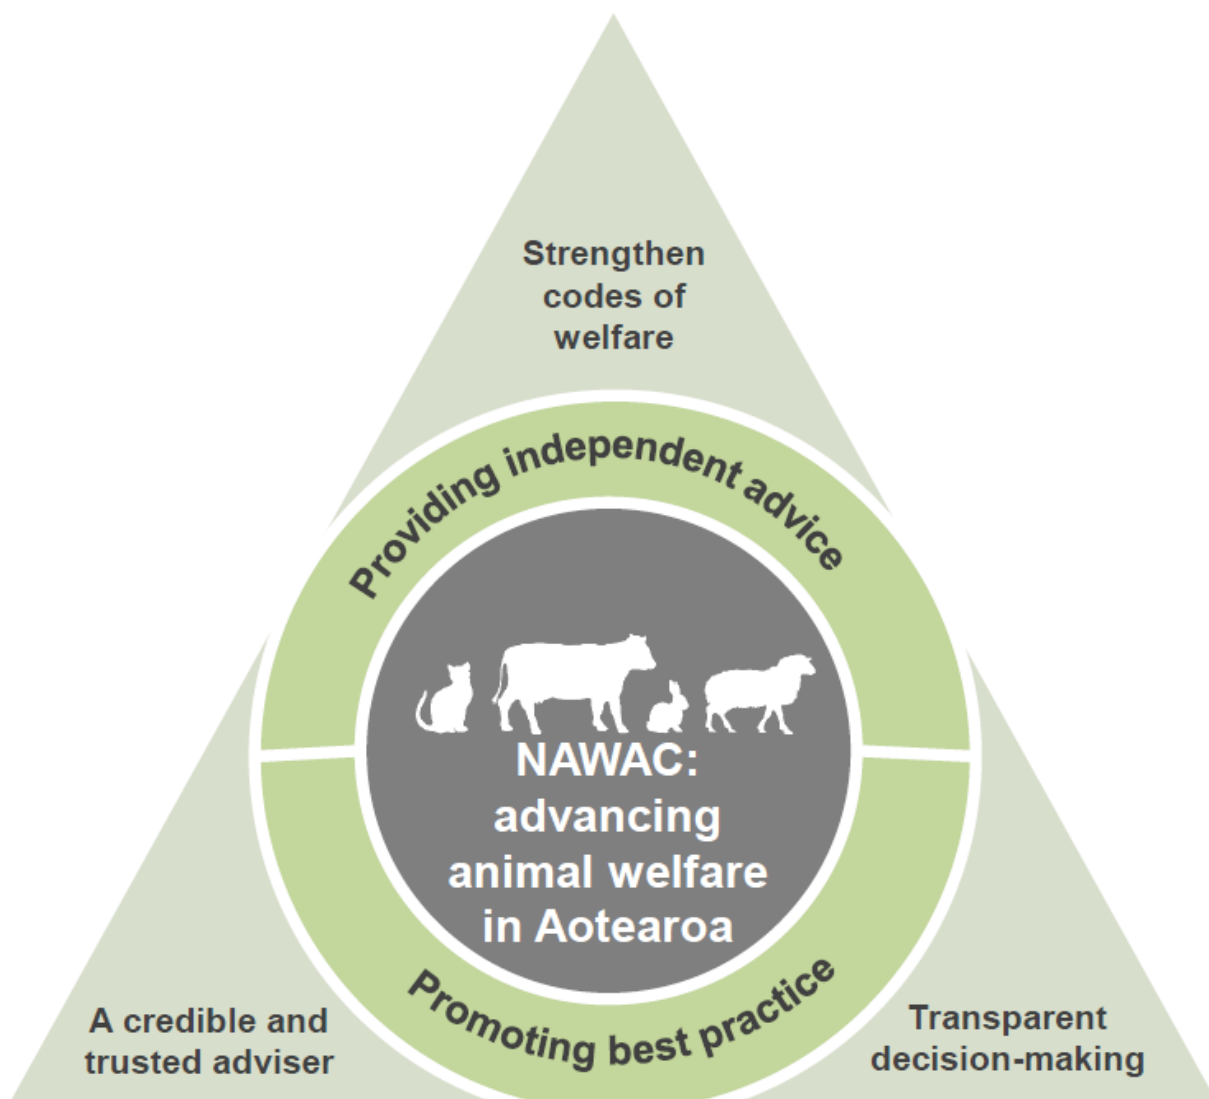 Strengthen
codes of
welfare
Providing independent advice
NAWAC:
advancing
animal welfare
in Aotearoa
Promoting best practice
A credible and
trusted adviser
Transparent
decision-making